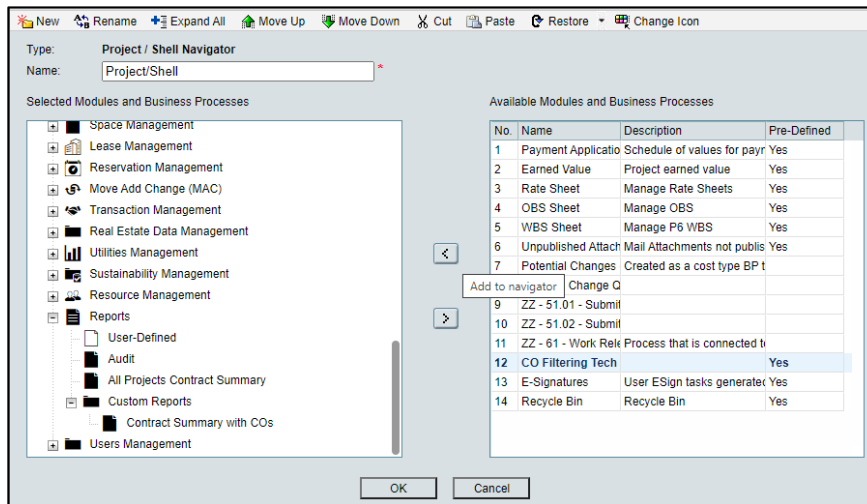 New Rename Expand All Move Up Move Down Cut Paste Restore Change Icon
Type: Project / Shell Navigator
Name: Project/Shell *
Selected Modules and Business Processes
Space Management
Lease Management
Reservation Management
Move Add Change (MAC)
Transaction Management
Real Estate Data Management
Utilities Management
Sustainability Management
Resource Management
Reports
User-Defined
Audit
All Projects Contract Summary
Custom Reports
Contract Summary with COs
Users Management
<
Add to navigator
>
Available Modules and Business Processes
No. Name Description Pre-Defined
1 Payment Applicatio Schedule of values for payr Yes
2 Earned Value Project earned value Yes
3 Rate Sheet Manage Rate Sheets Yes
4 OBS Sheet Manage OBS Yes
5 WBS Sheet Manage P6 WBS Yes
6 Unpublished Attach Mail Attachments not publis Yes
7 Potential Changes Created as a cost type BP t
Change Q
9 ZZ - 51.01 - Submit
10 ZZ - 51.02 - Submit
11 ZZ - 61 - Work Rele Process that is connected to
12 CO Filtering Tech Yes
13 E-Signatures User ESign tasks generated Yes
14 Recycle Bin Recycle Bin Yes
OK Cancel